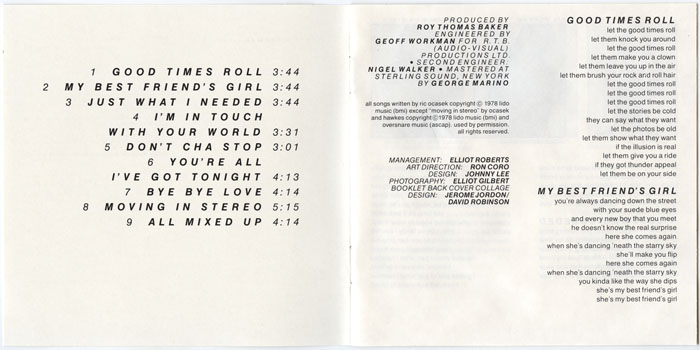 1 GOOD TIMES ROLL 3:44
2 MY BEST FRIEND'S GIRL 3:44
3 JUST WHAT I NEEDED 3:44
4 I'M IN TOUCH
WITH YOUR WORLD 3:31
5 DON'T CHA STOP 3:01
6 YOU'RE ALL
I'VE GOT TONIGHT 4:13
7 BYE BYE LOVE 4:14
8 MOVING IN STEREO 5:15
9 ALL MIXED UP 4:14
PRODUCED BY
ROY THOMAS BAKER
ENGINEERED BY
GEOFF WORKMAN FOR R.T.B.
(AUDIO-VISUAL)
PRODUCTIONS LTD.
• SECOND ENGINEER:
NIGEL WALKER • MASTERED AT
STERLING SOUND, NEW YORK
BY GEORGE MARINO
all songs written by ric ocasek copyright © 1978 lido
music (bmi) except "moving in stereo" by ocasek
and hawkes copyright ©1978 lido music (bmi) and
oversnare music (ascap). used by permission.
all rights reserved.
MANAGEMENT: ELLIOT ROBERTS
ART DIRECTION: RON CORO
DESIGN: JOHNNY LEE
PHOTOGRAPHY: ELLIOT GILBERT
BOOKLET BACK COVER COLLAGE
DESIGN: JEROME JORDON/
DAVID ROBINSON
GOOD TIMES ROLL
let the good times roll
let them knock you around
let the good times roll
let them make you a clown
let them leave you up in the air
let them brush your rock and roll hair
let the good times roll
let the good times roll
let the good times roll
let the stories be cold
they can say what they want
let the photos be old
let them show what they want
if the illusion is real
let them give you a ride
if they got thunder appeal
let them be on your side
MY BEST FRIEND'S GIRL
you're always dancing down the street
with your suede blue eyes
and every new boy that you meet
he doesn't know the real surprise
here she comes again
when she's dancing 'neath the starry sky
she'll make you flip
here she comes again
when she's dancing 'neath the starry sky
you kinda like the way she dips
she's my best friend's girl
she's my best friend's girl